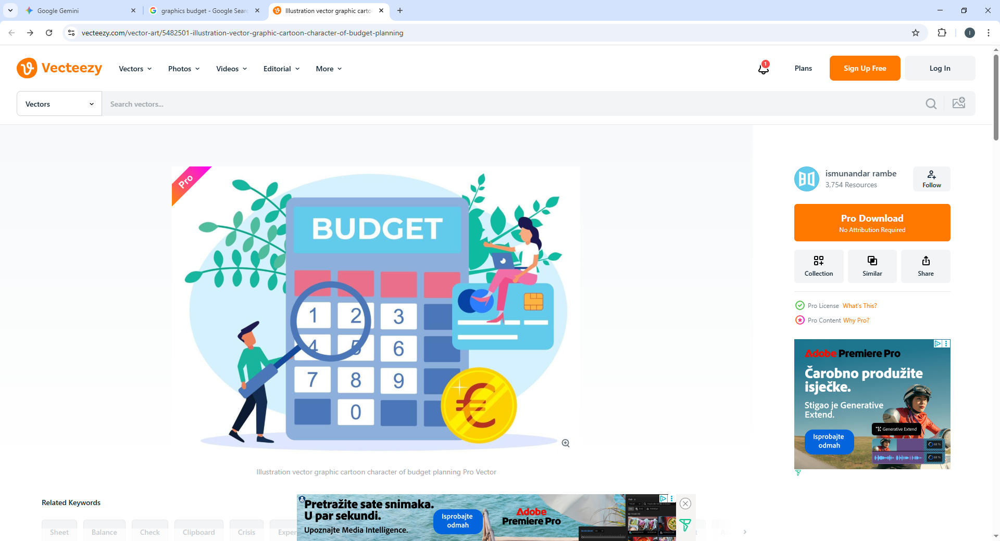 Google Gemini
graphics budget - Google Sear
Illustration vector graphic carto
vecteezy.com/vector-art/5482501-illustration-vector-graphic-cartoon-character-of-budget-planning
I
Vecteezy
Vectors
Photos
Videos
Editorial
More
1
Plans
Sign Up Free
Log In
Vectors
Search vectors...
Pro
BUDGET
1 2 3
4 5 6
7 8 9
0
€
ismunandar rambe
3,754 Resources
Follow
Pro Download
No Attribution Required
Collection
Similar
Share
Pro License What's This?
Pro Content Why Pro?
Adobe Premiere Pro
Čarobno produžite
isječke.
Stigao je Generative
Extend.
Generative Extend
Isprobajte
odmah
68 %
68 %
Illustration vector graphic cartoon character of budget planning Pro Vector
Related Keywords
Sheet
Balance
Check
Clipboard
Crisis
Exper
Pretražite sate snimaka.
U par sekundi.
Upoznajte Media Intelligence.
Isprobajte
odmah
Adobe
Premiere Pro